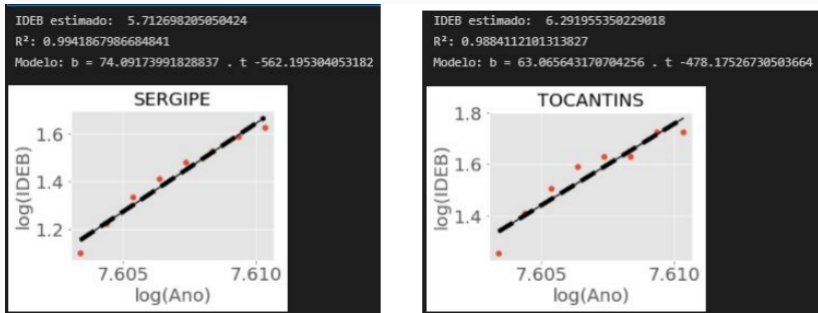 IDEB estimado: 5.712698205050424
R²: 0.9941867986684841
Modelo: b = 74.09173991828837 . t -562.195304053182
SERGIPE
1.6
1.4
1.2
log(IDEB)
7.605 7.610
log(Ano)
IDEB estimado: 6.291955350229018
R²: 0.9884112101313827
Modelo: b = 63.065643170704256 . t -478.17526730503664
TOCANTINS
1.8
1.6
1.4
log(IDEB)
7.605 7.610
log(Ano)